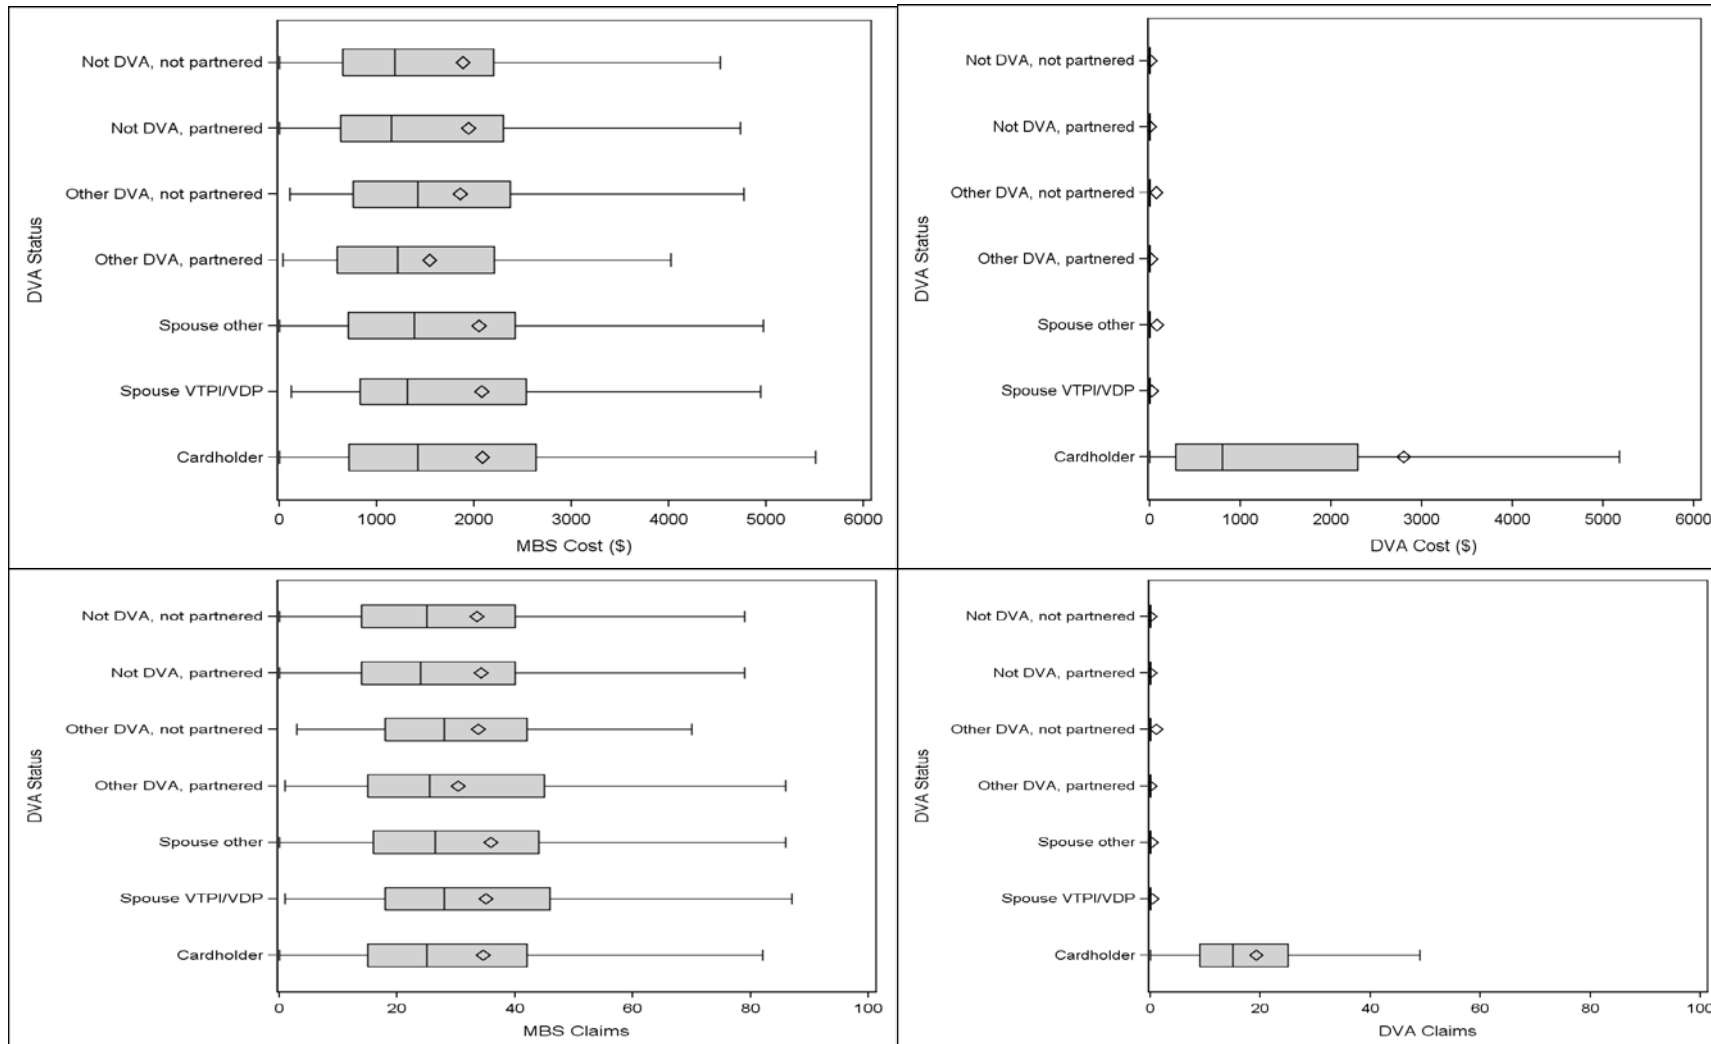 Not DVA, not partnered
Not DVA, partnered
Other DVA, not partnered
Other DVA, partnered
Spouse other
Spouse VTPI/VDP
Cardholder
DVA Status
0 1000 2000 3000 4000 5000 6000
MBS Cost ($)
Not DVA, not partnered
Not DVA, partnered
Other DVA, not partnered
Other DVA, partnered
Spouse other
Spouse VTPI/VDP
Cardholder
DVA Status
0 1000 2000 3000 4000 5000 6000
DVA Cost ($)
Not DVA, not partnered
Not DVA, partnered
Other DVA, not partnered
Other DVA, partnered
Spouse other
Spouse VTPI/VDP
Cardholder
DVA Status
0 20 40 60 80 100
MBS Claims
Not DVA, not partnered
Not DVA, partnered
Other DVA, not partnered
Other DVA, partnered
Spouse other
Spouse VTPI/VDP
Cardholder
DVA Status
0 20 40 60 80 100
DVA Claims